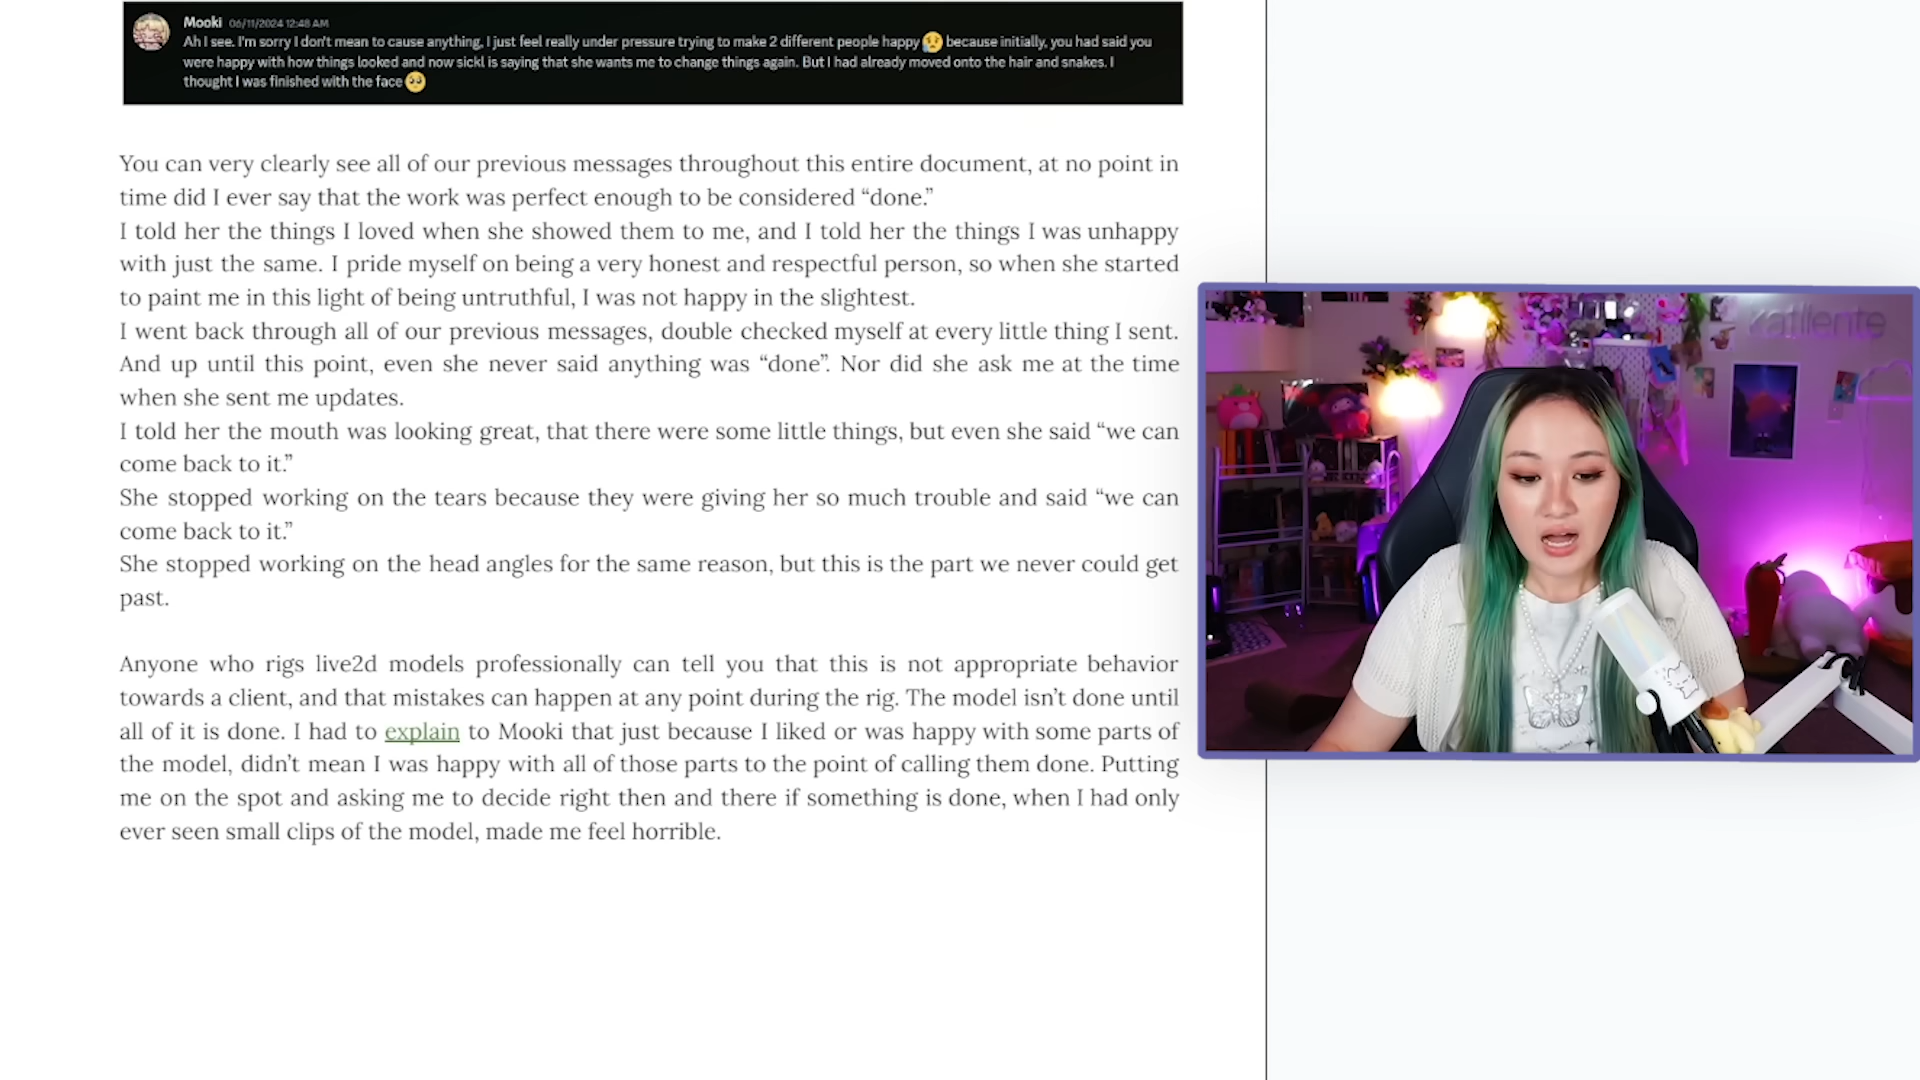 Mooki 06/11/2024 12:48 AM
Ah I see. I'm sorry I don't mean to cause anything, I just feel really under pressure trying to make 2 different people happy 😥 because initially, you had said you
were happy with how things looked and now sickl is saying that she wants me to change things again. But I had already moved onto the hair and snakes. I
thought I was finished with the face 🥺
You can very clearly see all of our previous messages throughout this entire document, at no point in
time did I ever say that the work was perfect enough to be considered “done.”
I told her the things I loved when she showed them to me, and I told her the things I was unhappy
with just the same. I pride myself on being a very honest and respectful person, so when she started
to paint me in this light of being untruthful, I was not happy in the slightest.
I went back through all of our previous messages, double checked myself at every little thing I sent.
And up until this point, even she never said anything was “done”. Nor did she ask me at the time
when she sent me updates.
I told her the mouth was looking great, that there were some little things, but even she said “we can
come back to it.”
She stopped working on the tears because they were giving her so much trouble and said “we can
come back to it.”
She stopped working on the head angles for the same reason, but this is the part we never could get
past.
Anyone who rigs live2d models professionally can tell you that this is not appropriate behavior
towards a client, and that mistakes can happen at any point during the rig. The model isn’t done until
all of it is done. I had to explain to Mooki that just because I liked or was happy with some parts of
the model, didn’t mean I was happy with all of those parts to the point of calling them done. Putting
me on the spot and asking me to decide right then and there if something is done, when I had only
ever seen small clips of the model, made me feel horrible.
katliente